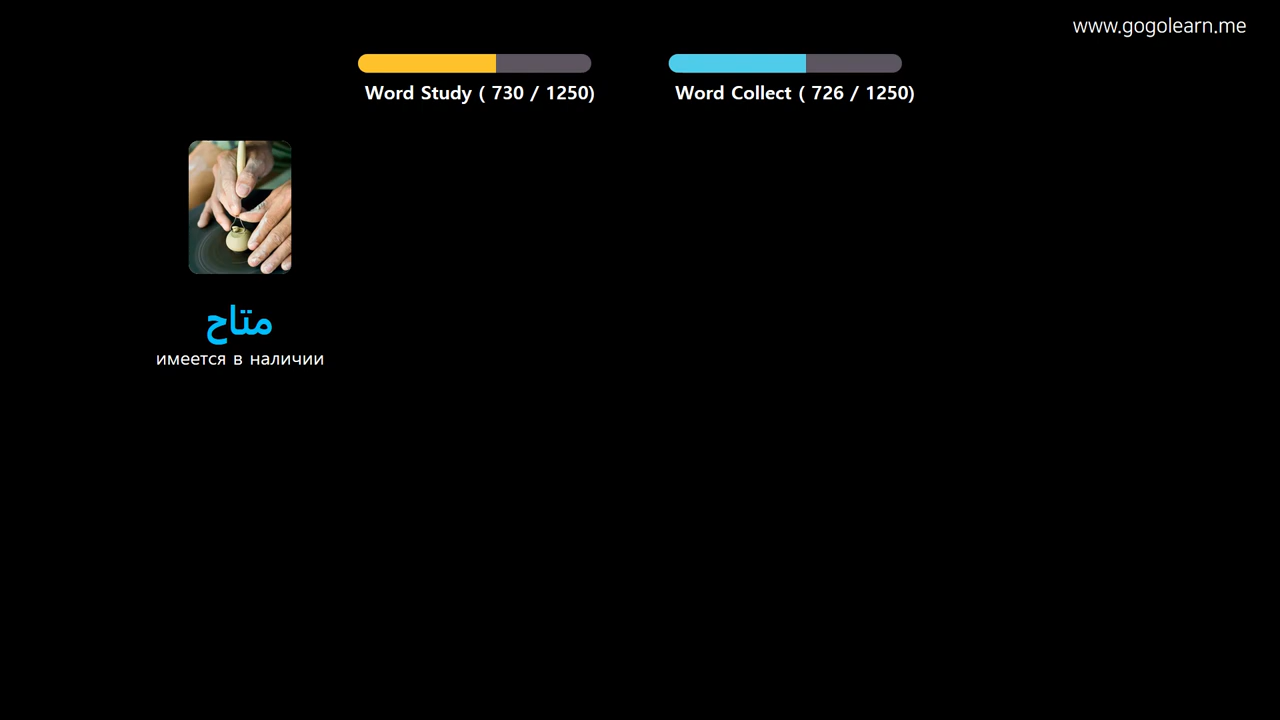 www.gogolearn.me
Word Study ( 730 / 1250)
Word Collect ( 726 / 1250)
متاح
имеется в наличии